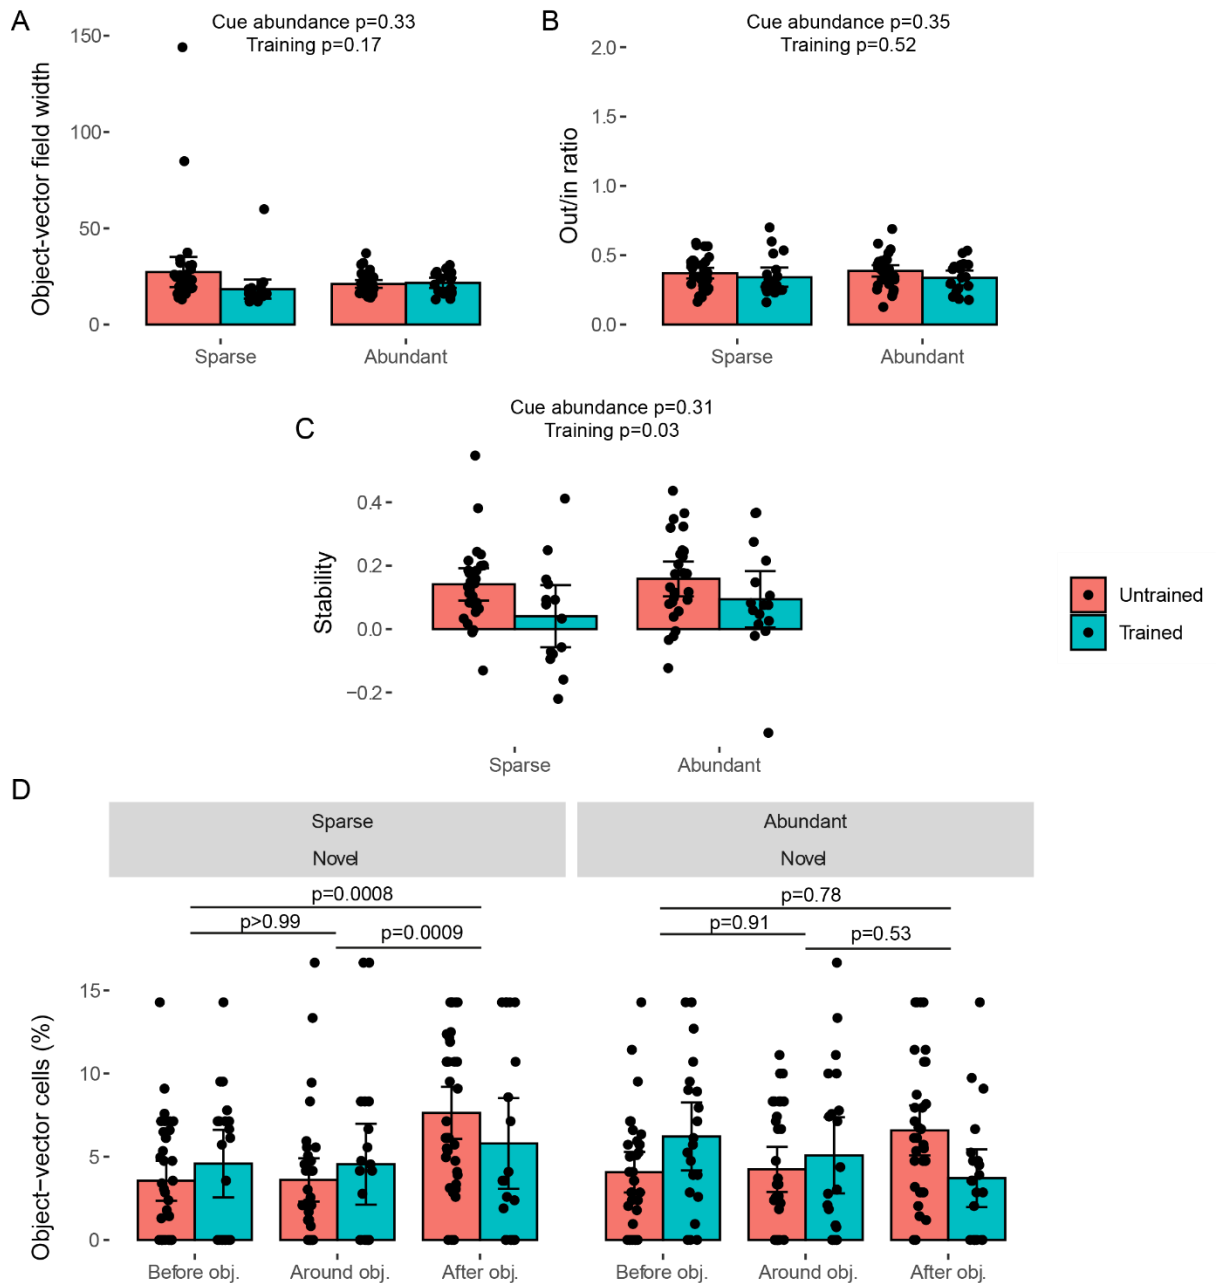 A
Cue abundance p=0.33
Training p=0.17
Object-vector field width
150
100
50
0
Sparse
Abundant
B
Cue abundance p=0.35
Training p=0.52
Out/in ratio
2.0
1.5
1.0
0.5
0.0
Sparse
Abundant
C
Cue abundance p=0.31
Training p=0.03
Stability
0.4
0.2
0.0
−0.2
Sparse
Abundant
Untrained
Trained
D
Sparse
Novel
Abundant
Novel
p=0.0008
p>0.99
p=0.0009
p=0.78
p=0.91
p=0.53
Object−vector cells (%)
15
10
5
0
Before obj.
Around obj.
After obj.
Before obj.
Around obj.
After obj.